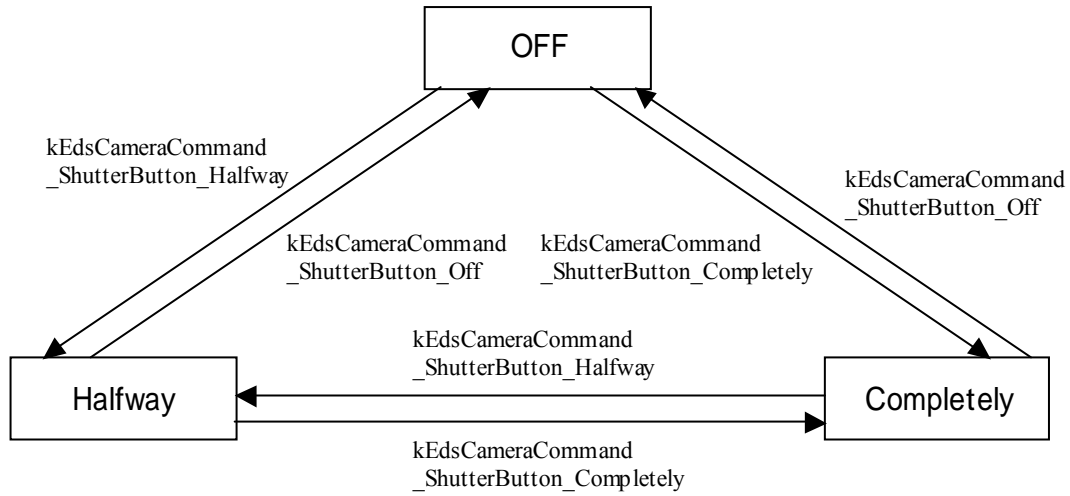 OFF
kEdsCameraCommand
_ShutterButton_Halfway
kEdsCameraCommand
_ShutterButton_Off
kEdsCameraCommand
_ShutterButton_Off
kEdsCameraCommand
_ShutterButton_Completely
kEdsCameraCommand
_ShutterButton_Halfway
Halfway
Completely
kEdsCameraCommand
_ShutterButton_Completely